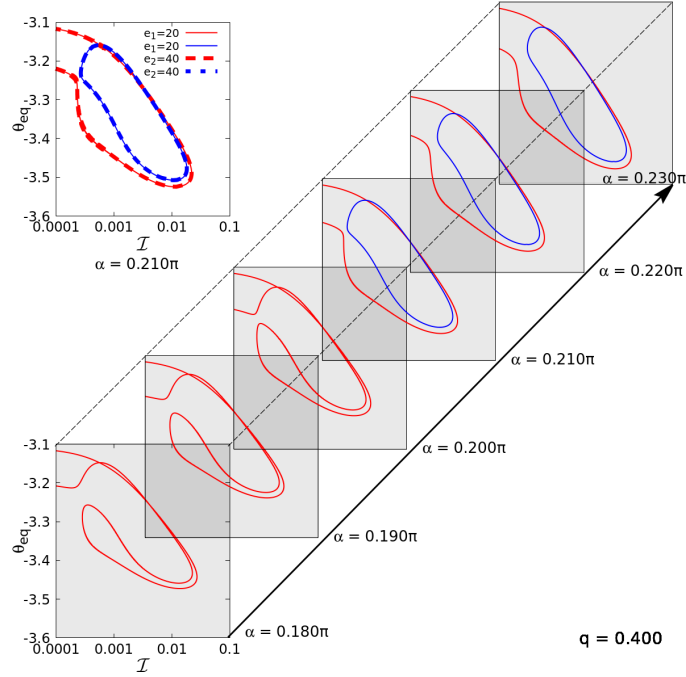 -3.1
-3.2
-3.3
-3.4
-3.5
-3.6
θeq
e₁=20
e₁=20
e₂=40
e₂=40
0.0001 0.001 0.01 0.1
ℐ
α = 0.210π
α = 0.230π
α = 0.220π
α = 0.210π
α = 0.200π
α = 0.190π
α = 0.180π
-3.1
-3.2
-3.3
-3.4
-3.5
-3.6
θeq
0.0001 0.001 0.01 0.1
ℐ
q = 0.400